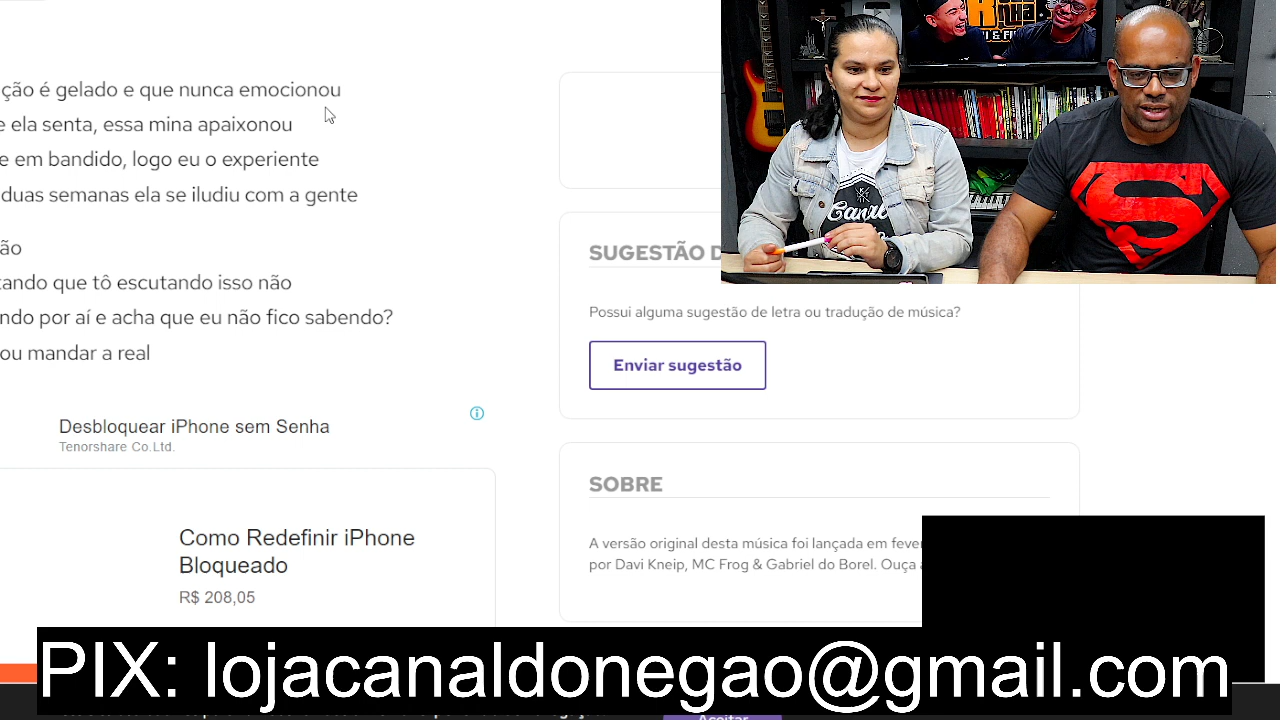 ção é gelado e que nunca emocionou
e ela senta, essa mina apaixonou
e em bandido, logo eu o experiente
duas semanas ela se iludiu com a gente
ão
tando que tô escutando isso não
ndo por aí e acha que eu não fico sabendo?
ou mandar a real
Desbloquear iPhone sem Senha
Tenorshare Co.Ltd.
Como Redefinir iPhone
Bloqueado
R$ 208,05
SUGESTÃO D
Possui alguma sugestão de letra ou tradução de música?
Enviar sugestão
SOBRE
A versão original desta música foi lançada em fever
por Davi Kneip, MC Frog & Gabriel do Borel. Ouça a
Canal
PIX: lojacanaldonegao@gmail.com
Aceitar